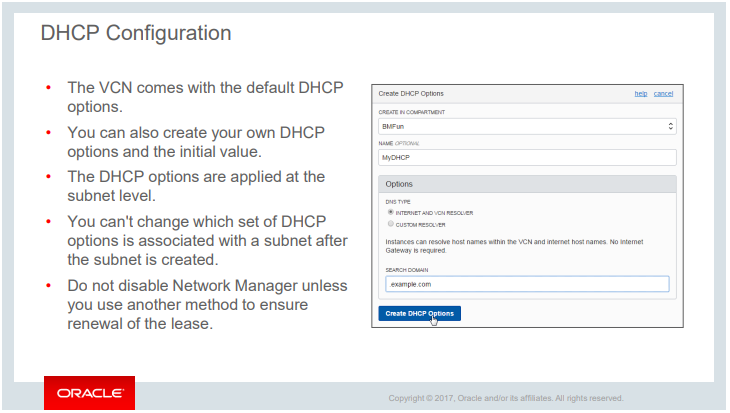 DHCP Configuration
• The VCN comes with the default DHCP
options.
• You can also create your own DHCP
options and the initial value.
• The DHCP options are applied at the
subnet level.
• You can't change which set of DHCP
options is associated with a subnet after
the subnet is created.
• Do not disable Network Manager unless
you use another method to ensure
renewal of the lease.
Create DHCP Options
help cancel
CREATE IN COMPARTMENT
BMFun
NAME OPTIONAL
MyDHCP
Options
DNS TYPE
INTERNET AND VCN RESOLVER
CUSTOM RESOLVER
Instances can resolve host names within the VCN and internet host names. No Internet
Gateway is required.
SEARCH DOMAIN
.example.com
Create DHCP Options
ORACLE
Copyright © 2017, Oracle and/or its affiliates. All rights reserved.